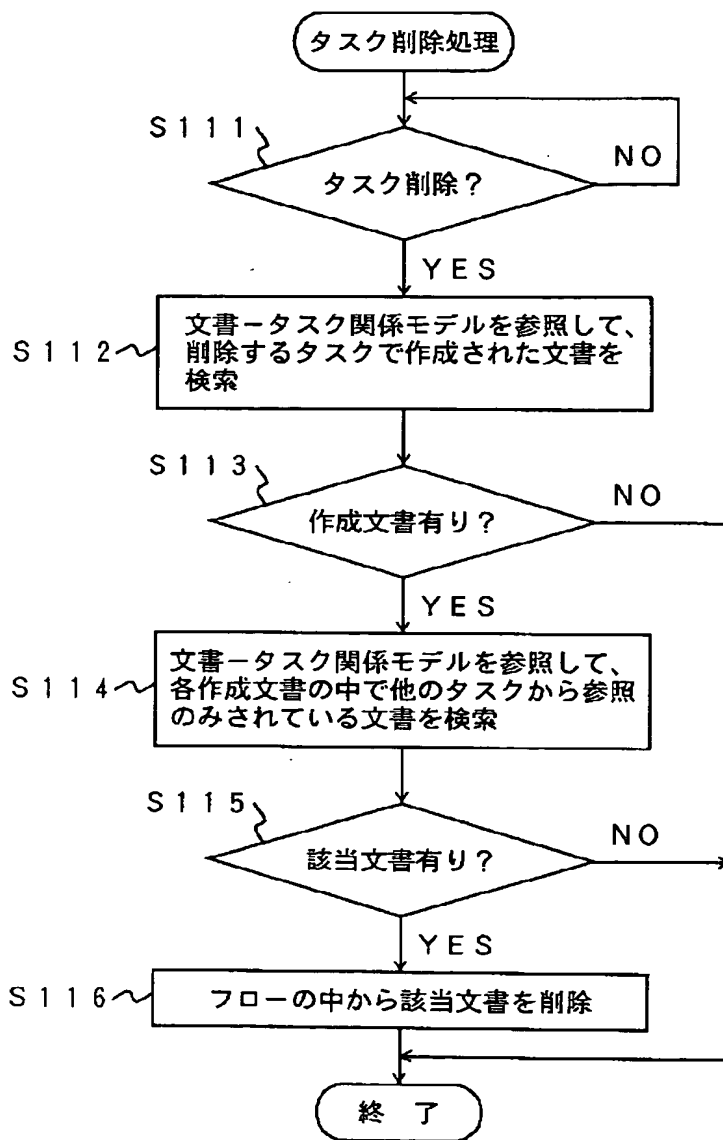 タスク削除処理
S111
NO
タスク削除？
YES
文書－タスク関係モデルを参照して、
S112
削除するタスクで作成された文書を
検索
S113
NO
作成文書有り？
YES
文書－タスク関係モデルを参照して、
S114
各作成文書の中で他のタスクから参照
のみされている文書を検索
S115
NO
該当文書有り？
YES
S116
フローの中から該当文書を削除
終 了